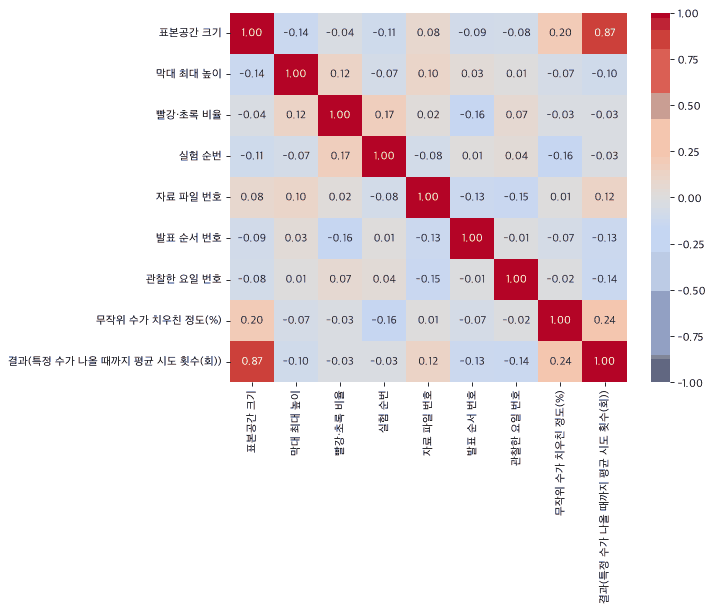 표본공간 크기 1.00 -0.14 -0.04 -0.11 0.08 -0.09 -0.08 0.20 0.87
막대 최대 높이 -0.14 1.00 0.12 -0.07 0.10 0.03 0.01 -0.07 -0.10
빨강·초록 비율 -0.04 0.12 1.00 0.17 0.02 -0.16 0.07 -0.03 -0.03
실험 순번 -0.11 -0.07 0.17 1.00 -0.08 0.01 0.04 -0.16 -0.03
자료 파일 번호 0.08 0.10 0.02 -0.08 1.00 -0.13 -0.15 0.01 0.12
발표 순서 번호 -0.09 0.03 -0.16 0.01 -0.13 1.00 -0.01 -0.07 -0.13
관찰한 요일 번호 -0.08 0.01 0.07 0.04 -0.15 -0.01 1.00 -0.02 -0.14
무작위 수가 치우친 정도(%) 0.20 -0.07 -0.03 -0.16 0.01 -0.07 -0.02 1.00 0.24
결과(특정 수가 나올 때까지 평균 시도 횟수(회)) 0.87 -0.10 -0.03 -0.03 0.12 -0.13 -0.14 0.24 1.00
표본공간 크기
막대 최대 높이
빨강·초록 비율
실험 순번
자료 파일 번호
발표 순서 번호
관찰한 요일 번호
무작위 수가 치우친 정도(%)
결과(특정 수가 나올 때까지 평균 시도 횟수(회))
1.00
0.75
0.50
0.25
0.00
-0.25
-0.50
-0.75
-1.00